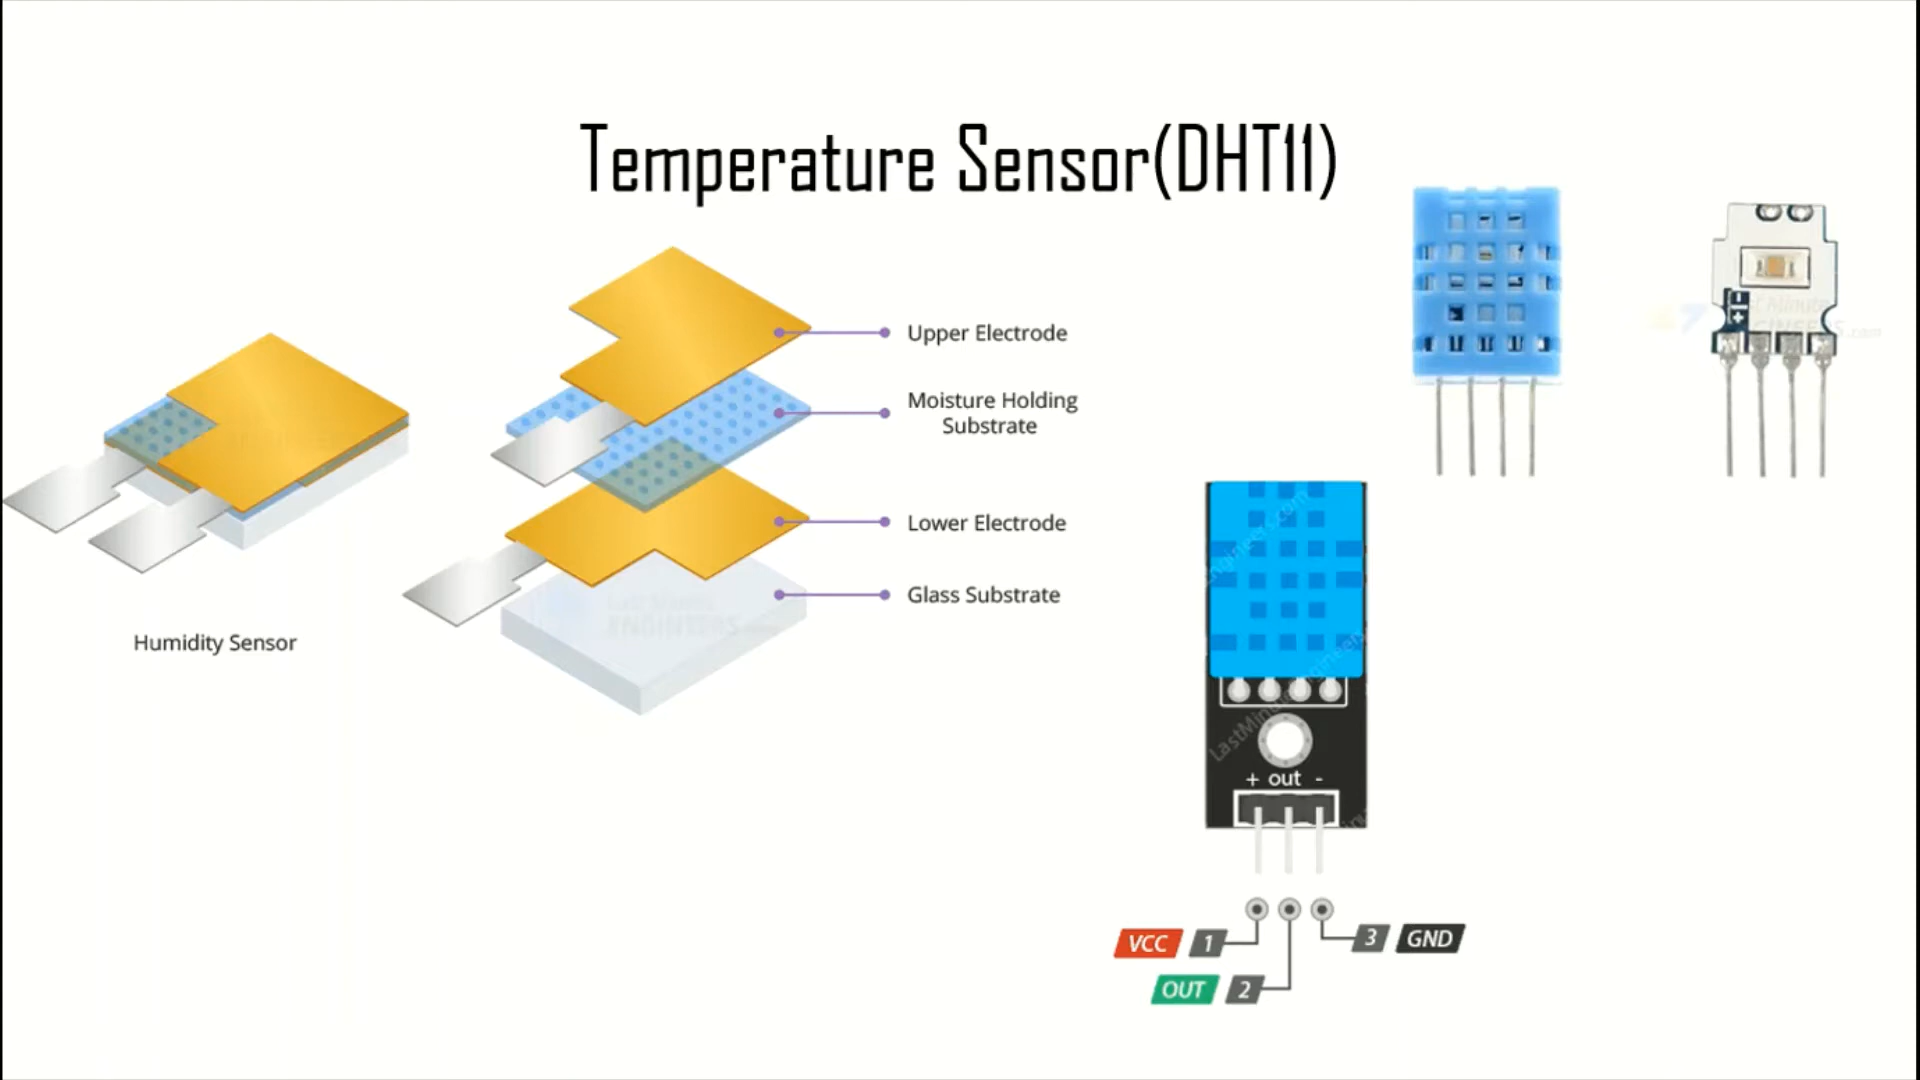 Temperature Sensor(DHT11)
Upper Electrode
Moisture Holding
Substrate
Lower Electrode
Glass Substrate
Humidity Sensor
+ out -
VCC 1
3 GND
OUT 2